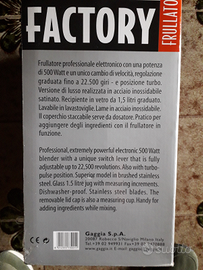 FACTORY
FRULLATO
Frullatore professionale elettronico con una potenza
di 500 Watt e un unico cambio di velocità, regolazione
graduata fino a 22.500 giri - e posizione turbo.
Versione di lusso realizzata in acciaio inossidabile
satinato. Recipiente in vetro da 1,5 litri graduato.
Lavabile in lavastoviglie. Lame in acciaio inossidabile.
Il coperchio staccabile serve da dosatore. Pratico per
aggiungere degli ingredienti con il frullatore in
funzione.
Professional, extremely powerful electronic 500 Watt
blender with a unique switch lever that is fully
adjustable up to 22,500 revolutions. Also with turbo-
pulse position. Superior model in brushed stainless
steel. Glass 1.5 litre jug with measuring increments.
Dishwasher-proof. Stainless steel blades. The
removable lid cap is also a measuring cup. Handy for
adding ingredients while mixing.
CE
Gaggia S.p.A.